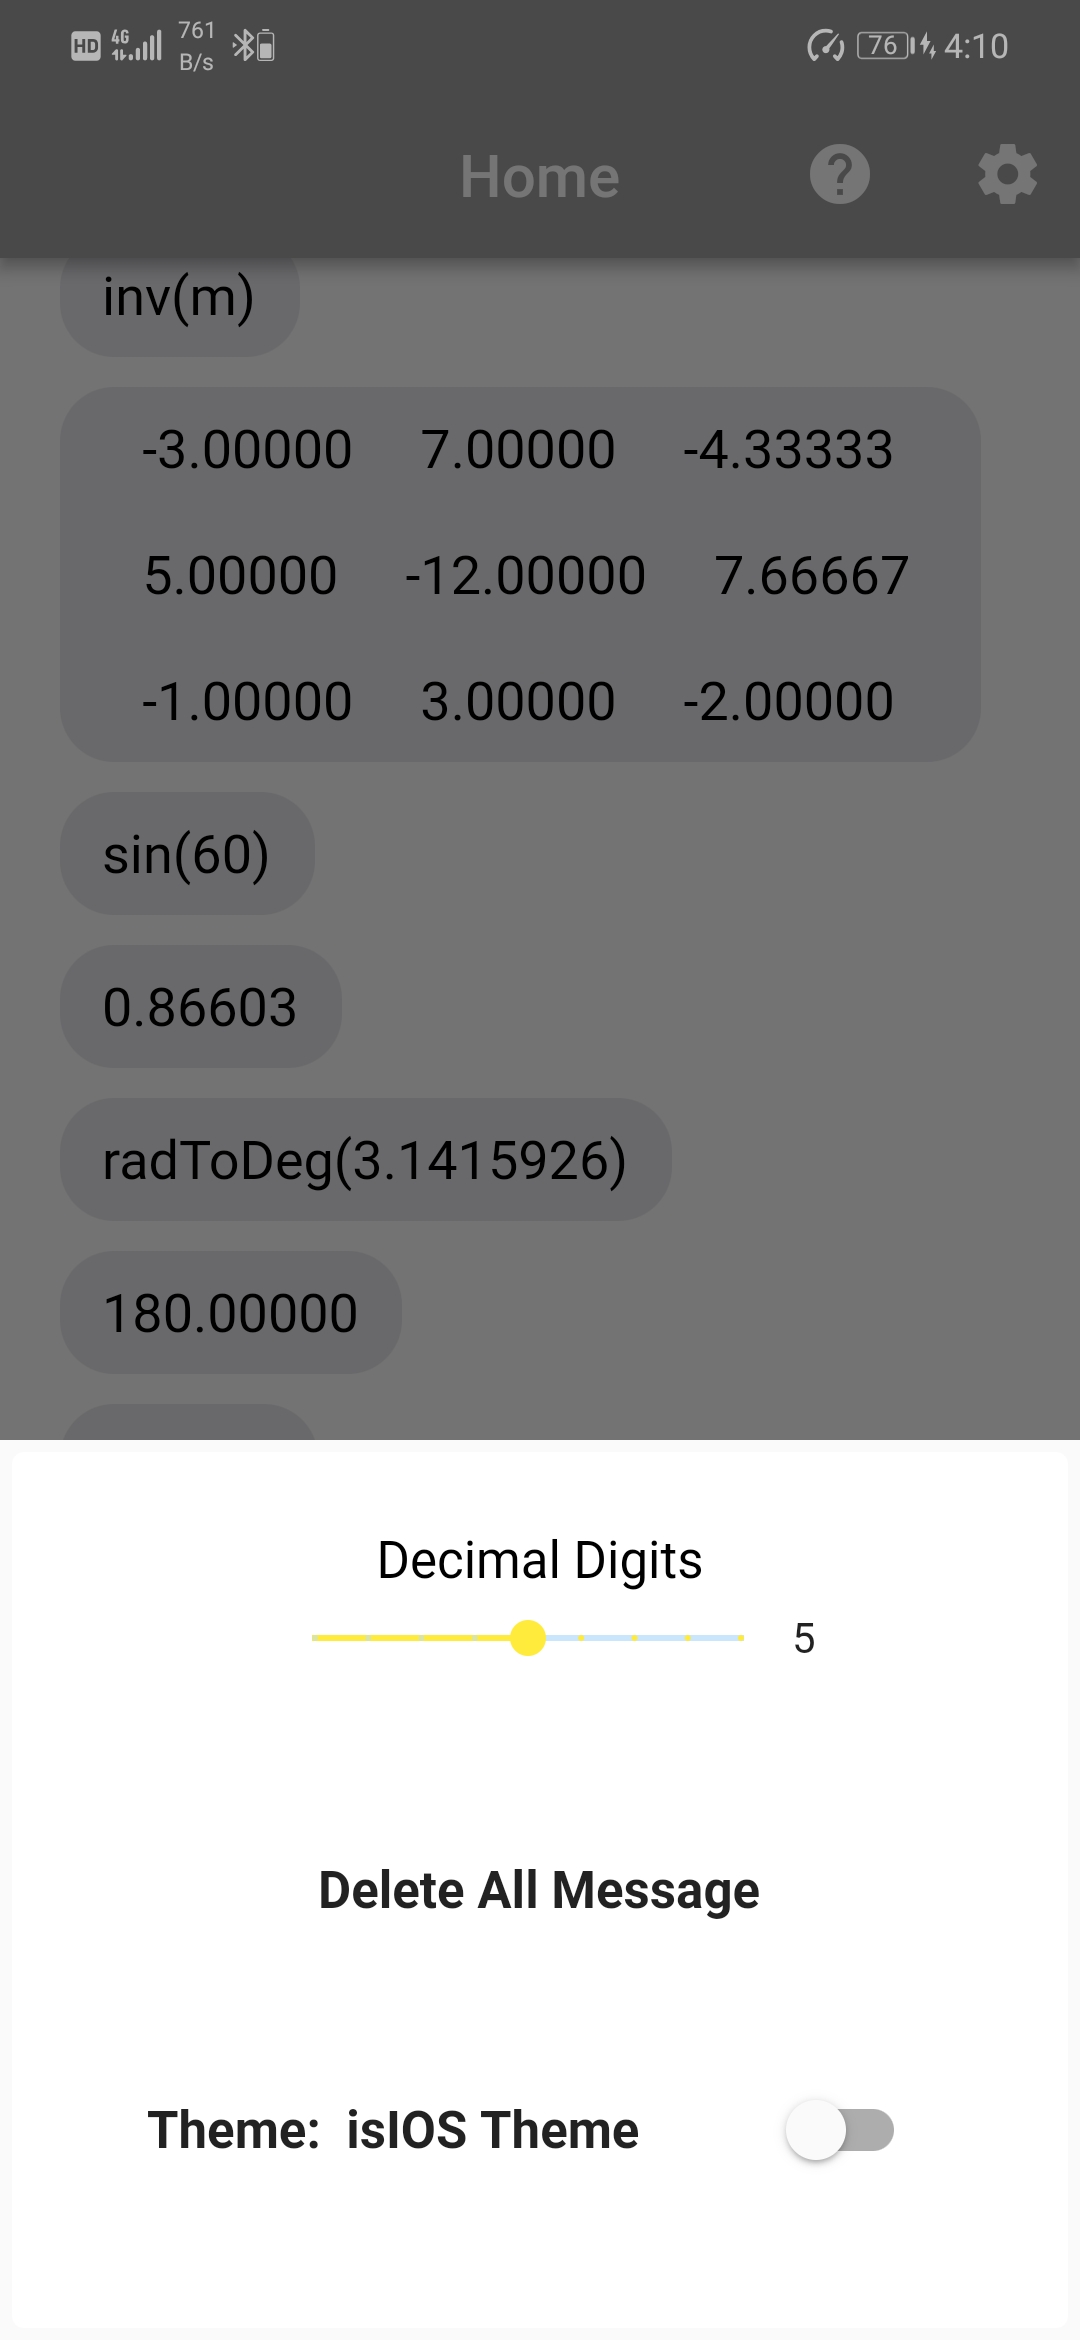 HD 4G 761 B/s 76 4:10
Home
inv(m)
-3.00000 7.00000 -4.33333
5.00000 -12.00000 7.66667
-1.00000 3.00000 -2.00000
sin(60)
0.86603
radToDeg(3.1415926)
180.00000
Decimal Digits
5
Delete All Message
Theme: isIOS Theme